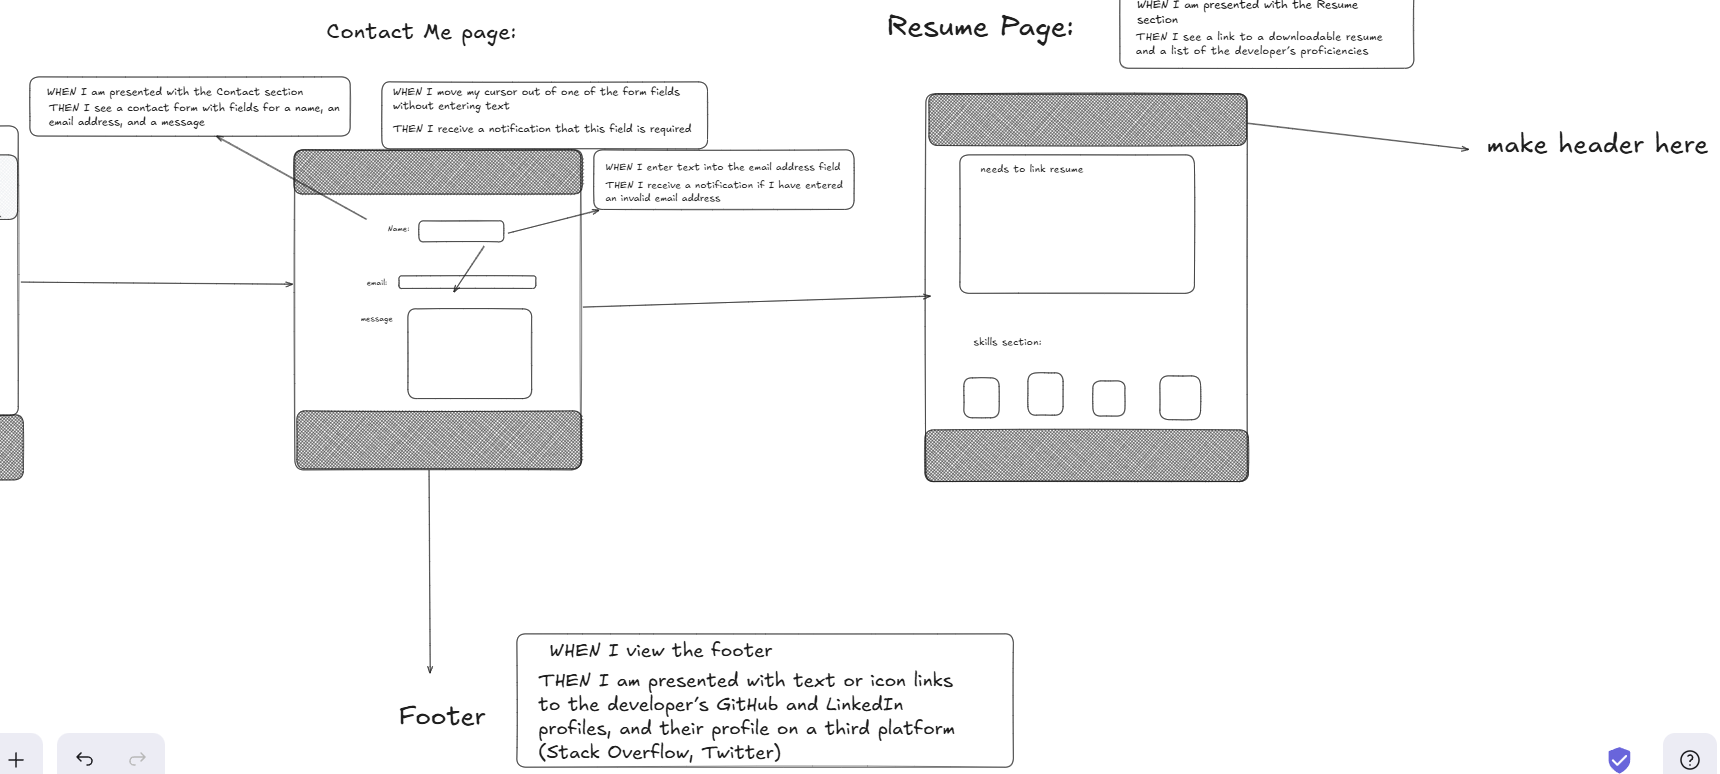 WHEN I am presented with the Resume
section
THEN I see a link to a downloadable resume
and a list of the developer's proficiencies
Contact Me page:
Resume Page:
WHEN I am presented with the Contact section
THEN I see a contact form with fields for a name, an
email address, and a message
WHEN I move my cursor out of one of the form fields
without entering text
THEN I receive a notification that this field is required
WHEN I enter text into the email address field
THEN I receive a notification if I have entered
an invalid email address
Name:
email:
message
needs to link resume
skills section:
make header here
Footer
WHEN I view the footer
THEN I am presented with text or icon links
to the developer's GitHub and LinkedIn
profiles, and their profile on a third platform
(Stack Overflow, Twitter)